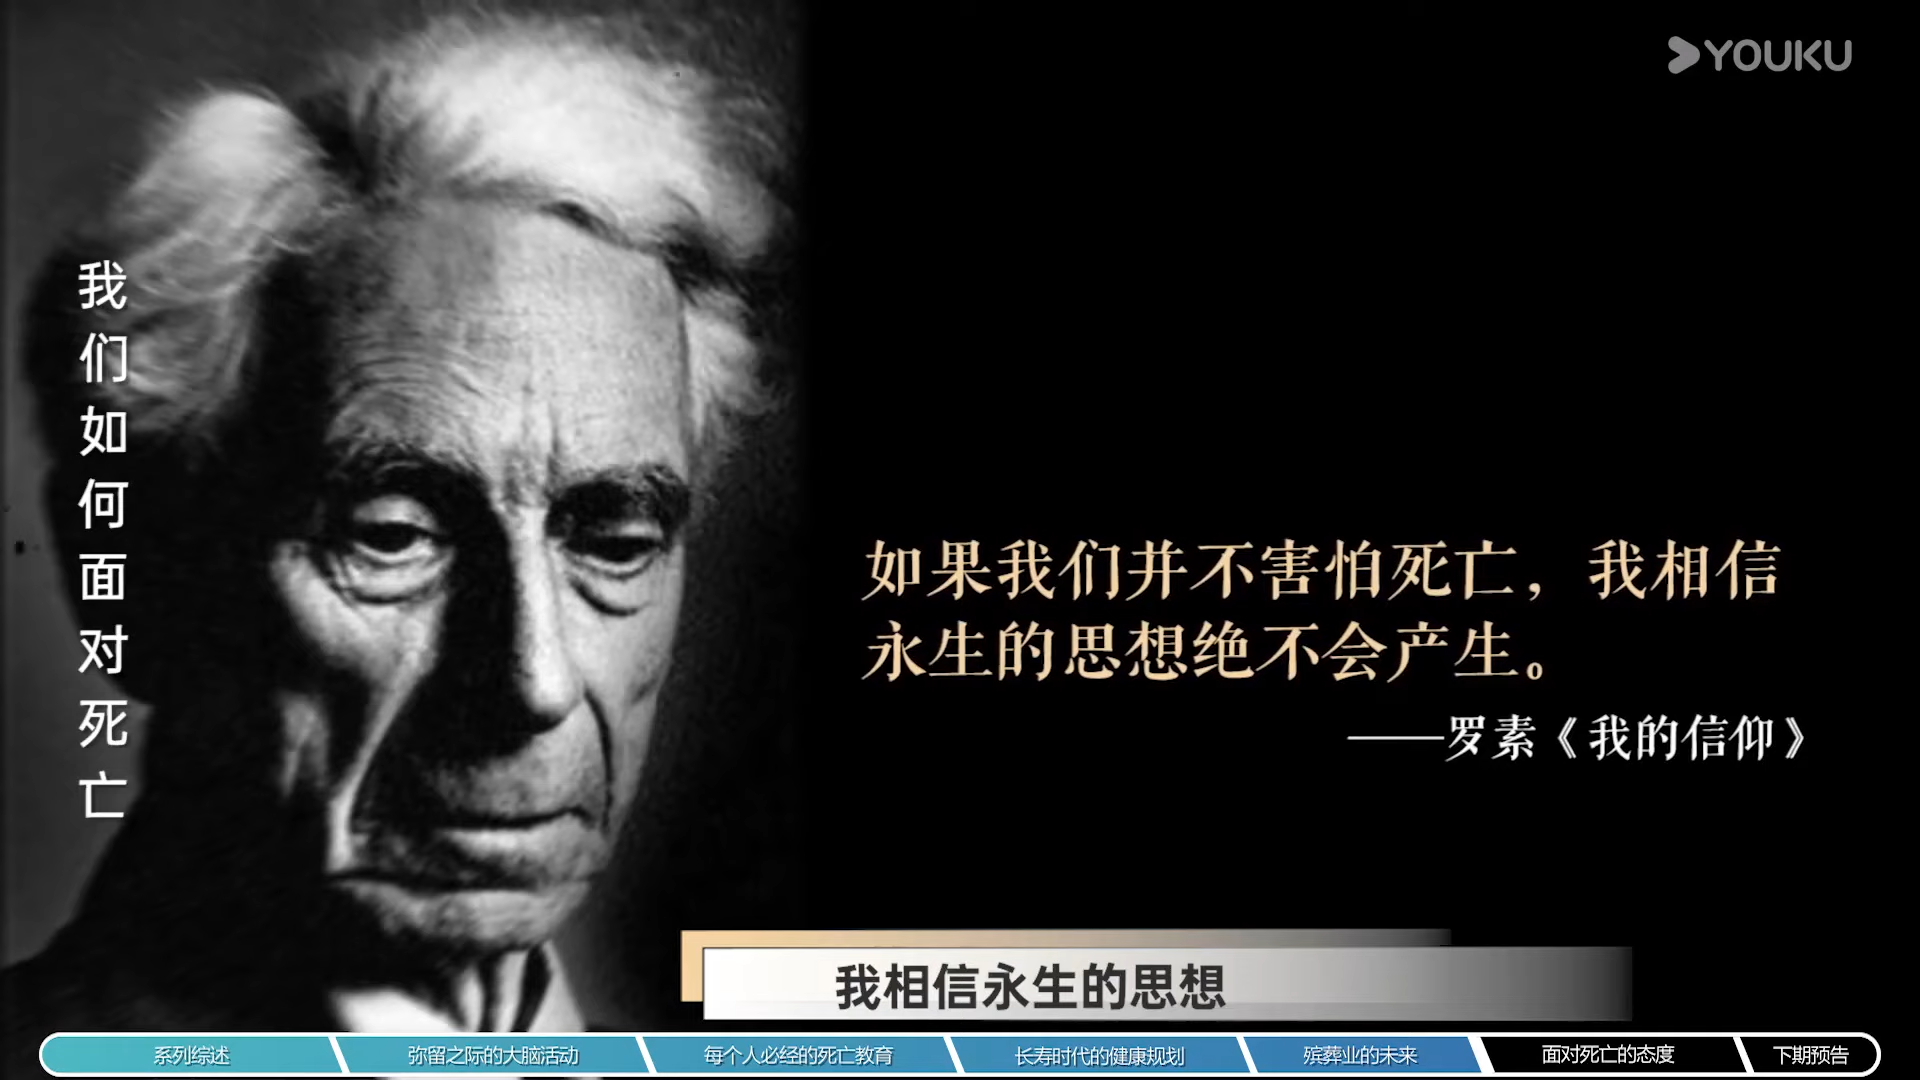 YOUKU
我们如何面对死亡
如果我们并不害怕死亡，我相信
永生的思想绝不会产生。
——罗素《我的信仰》
我相信永生的思想
系列综述
弥留之际的大脑活动
每个人必经的死亡教育
长寿时代的健康规划
殡葬业的未来
面对死亡的态度
下期预告